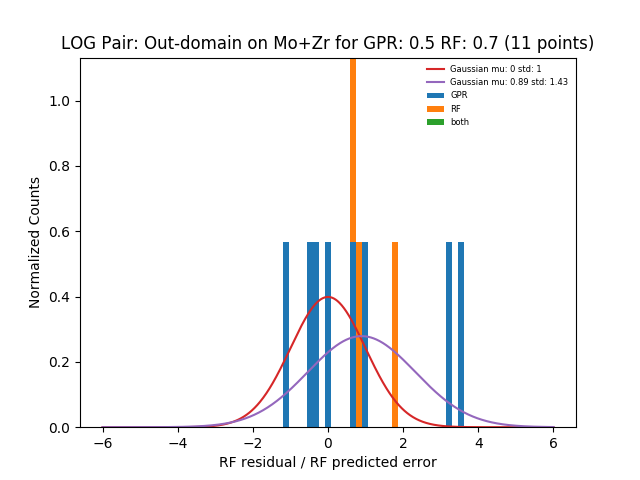 LOG Pair: Out-domain on Mo+Zr for GPR: 0.5 RF: 0.7 (11 points)
Gaussian mu: 0 std: 1
Gaussian mu: 0.89 std: 1.43
GPR
RF
both
Normalized Counts
1.0
0.8
0.6
0.4
0.2
0.0
−6 −4 −2 0 2 4 6
RF residual / RF predicted error